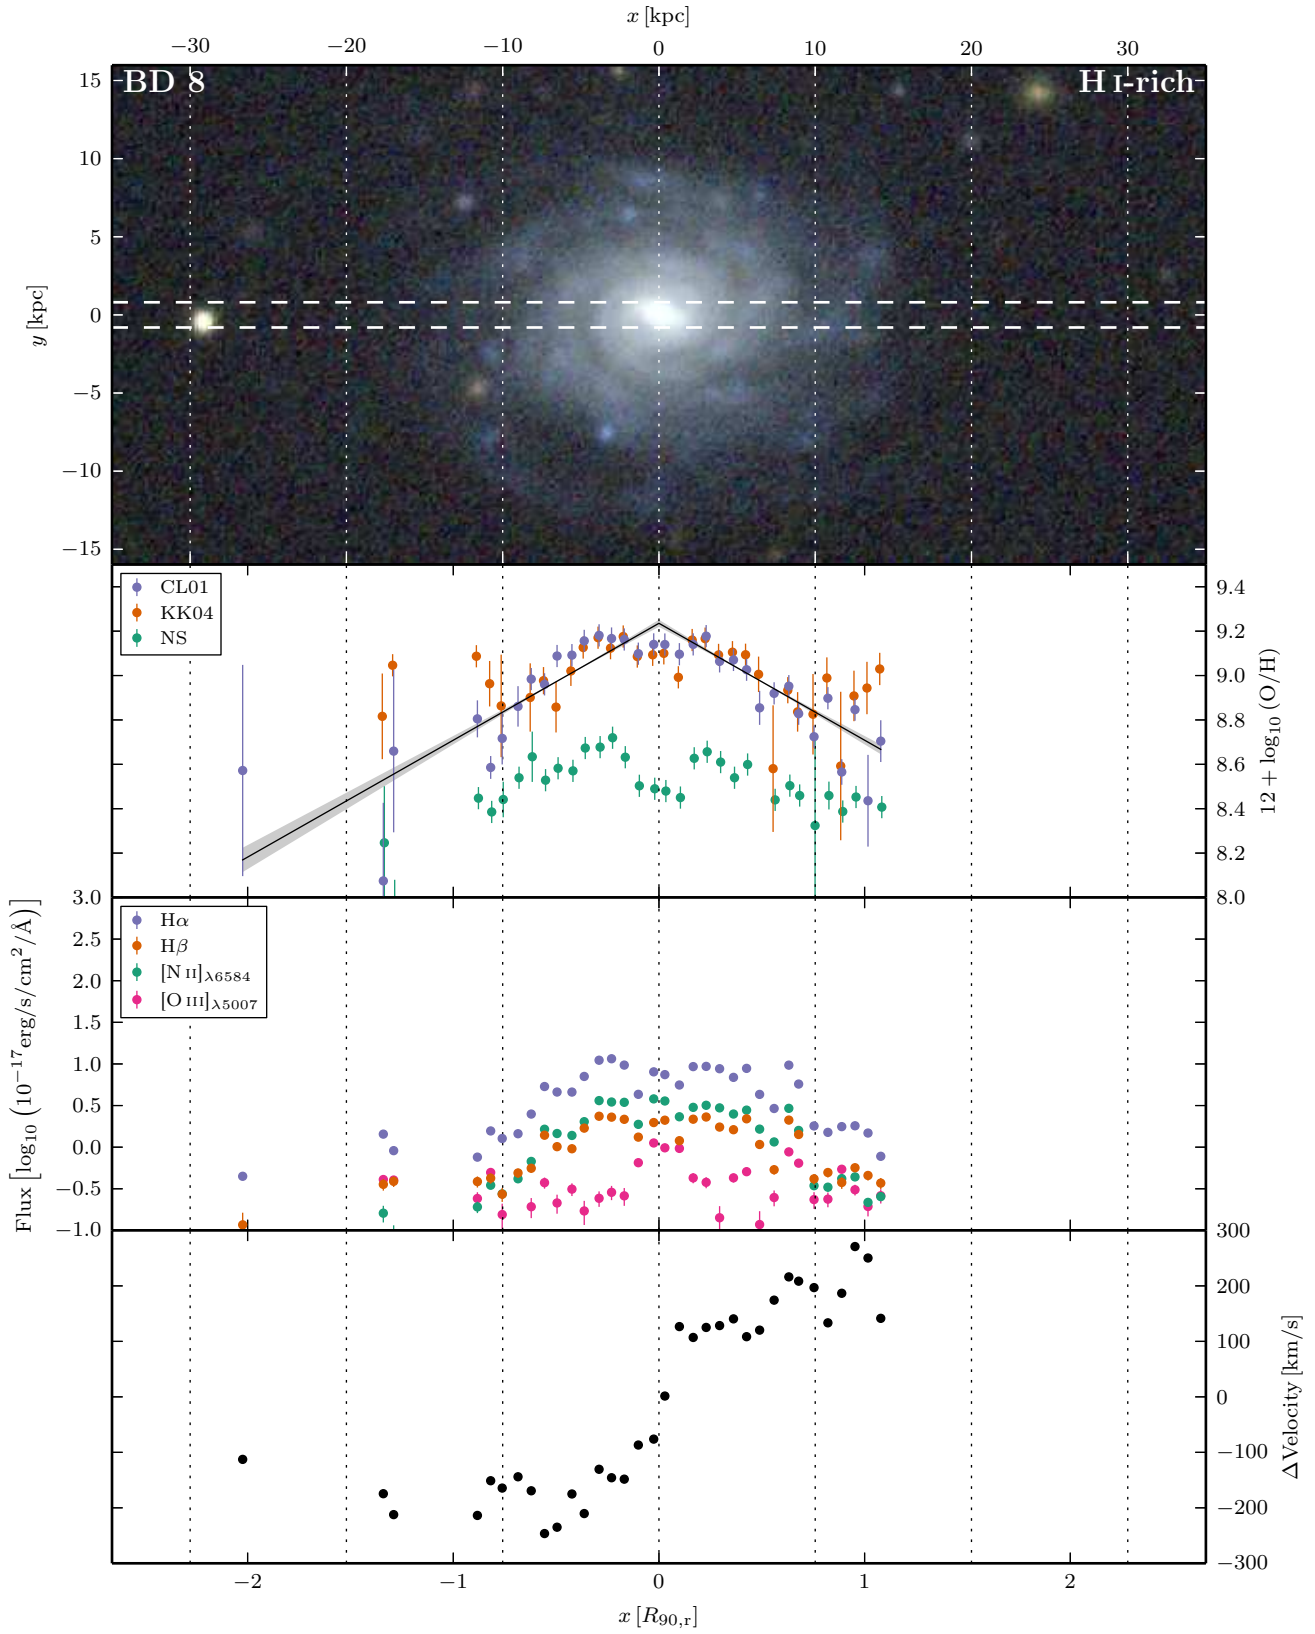 x [kpc]
−30 −20 −10 0 10 20 30
BD 8 H I-rich
15
10
5
0
−5
−10
−15
y [kpc]
CL01
KK04
NS
9.4
9.2
9.0
8.8
8.6
8.4
8.2
8.0
12 + log₁₀ (O/H)
Hα
Hβ
[N II]λ6584
[O III]λ5007
3.0
2.5
2.0
1.5
1.0
0.5
0.0
−0.5
−1.0
Flux [log₁₀ (10⁻¹⁷erg/s/cm²/Å)]
300
200
100
0
−100
−200
−300
ΔVelocity [km/s]
−2 −1 0 1 2
x [R₉₀,ᵣ]